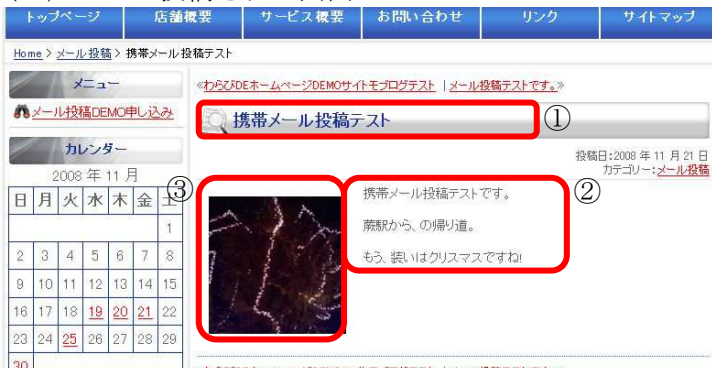 トップページ 店舗概要 サービス概要 お問い合わせ リンク サイトマップ
Home > メール投稿 > 携帯メール投稿テスト
メニュー
メール投稿DEMO申し込み
カレンダー
2008 年 11 月
日 月 火 水 木 金 土
1
2 3 4 5 6 7 8
9 10 11 12 13 14 15
16 17 18 19 20 21 22
23 24 25 26 27 28 29
30
«わらびDEホームページDEMOサイトモブログテスト | メール投稿テストです。»
携帯メール投稿テスト ①
投稿日:2008 年 11 月 21 日
カテゴリー:メール投稿
③
②
携帯メール投稿テストです。
蕨駅から、の帰り道。
もう、装いはクリスマスですね!